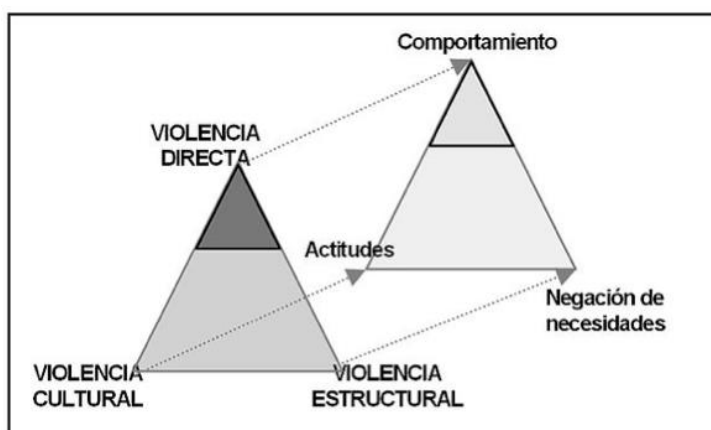 Comportamiento
VIOLENCIA
DIRECTA
Actitudes
Negación de
necesidades
VIOLENCIA
CULTURAL
VIOLENCIA
ESTRUCTURAL